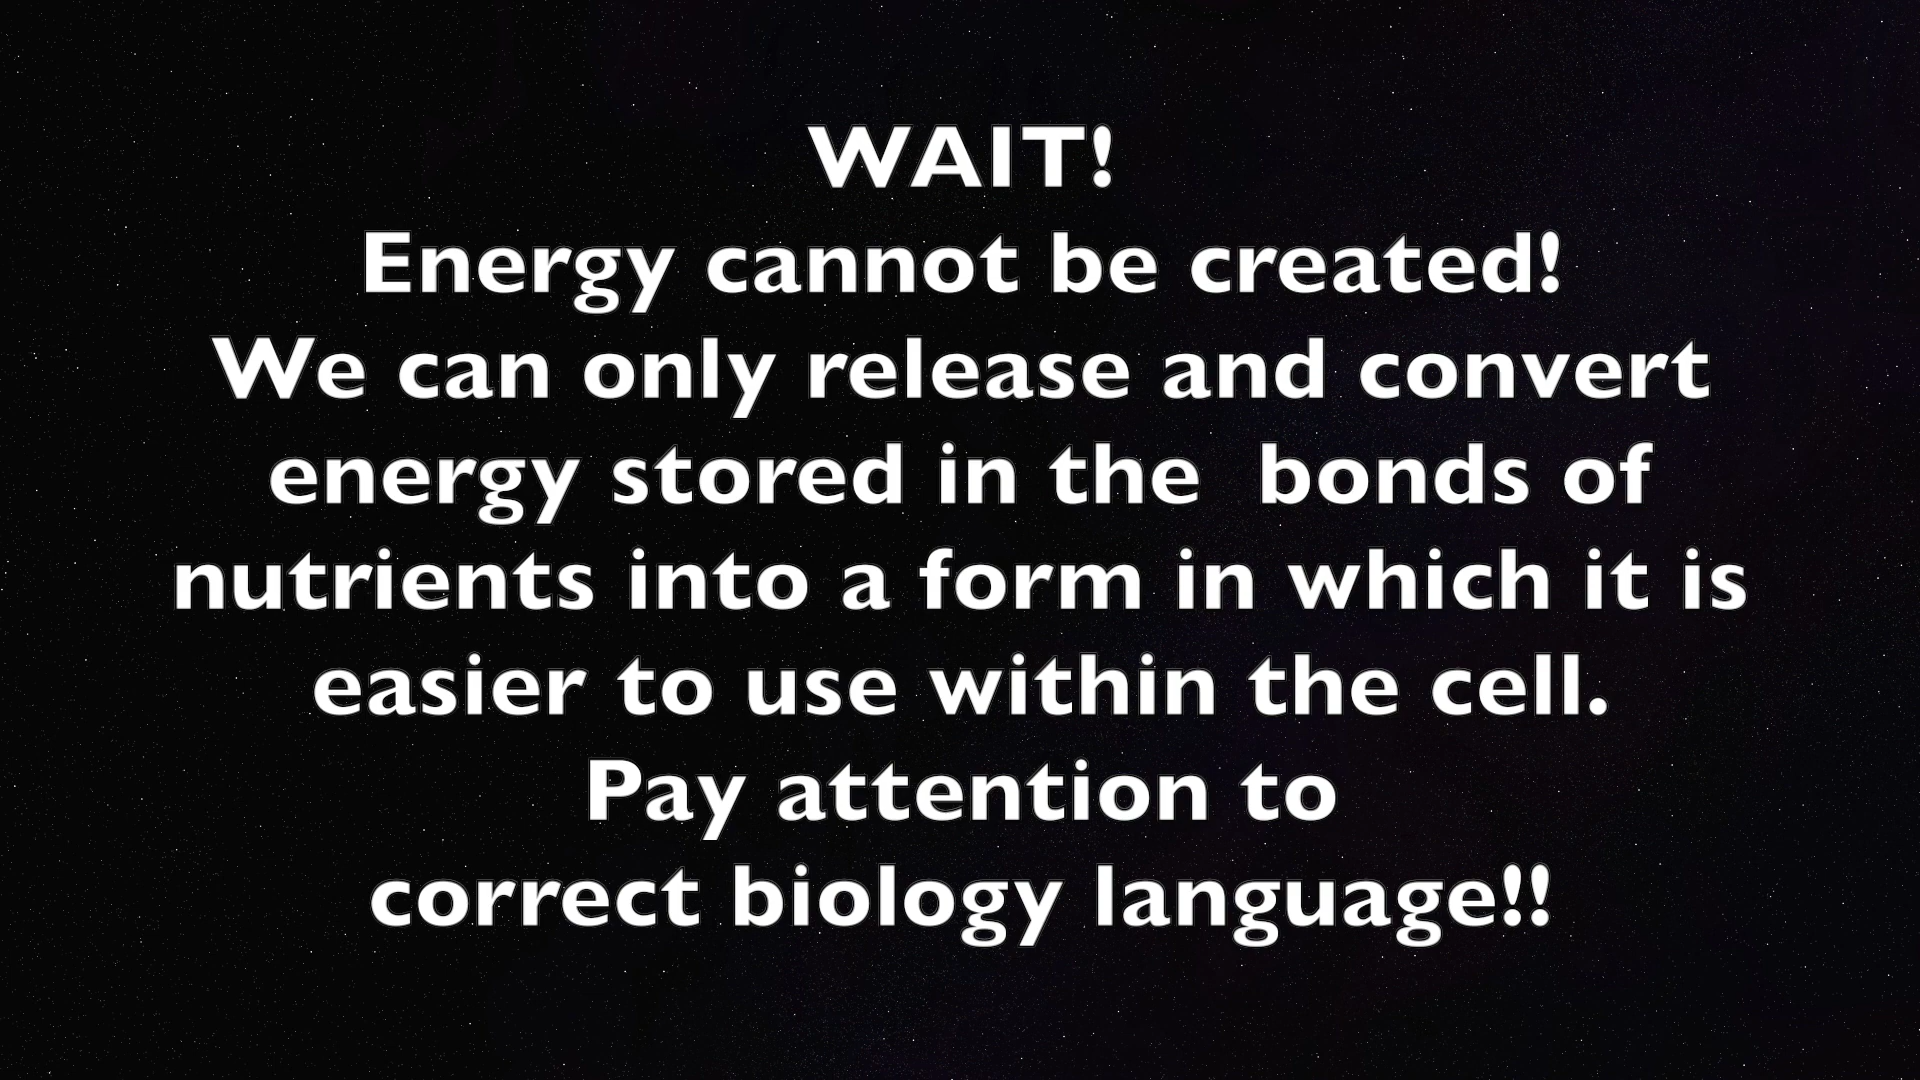 WAIT!
Energy cannot be created!
We can only release and convert
energy stored in the  bonds of
nutrients into a form in which it is
easier to use within the cell.
Pay attention to
correct biology language!!